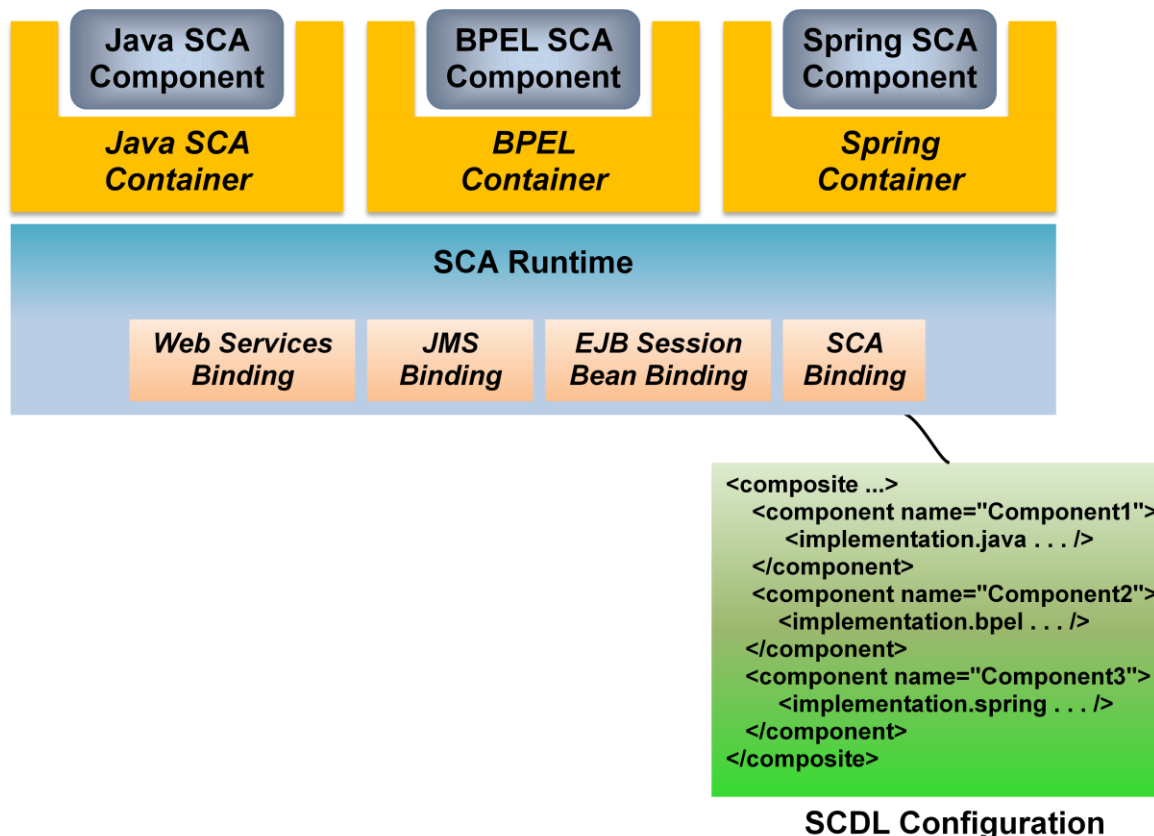 Java SCA
Component
BPEL SCA
Component
Spring SCA
Component
Java SCA
Container
BPEL
Container
Spring
Container
SCA Runtime
Web Services
Binding
JMS
Binding
EJB Session
Bean Binding
SCA
Binding
<composite ...>
<component name="Component1">
<implementation.java . . . />
</component>
<component name="Component2">
<implementation.bpel . . . />
</component>
<component name="Component3">
<implementation.spring . . . />
</component>
</composite>
SCDL Configuration